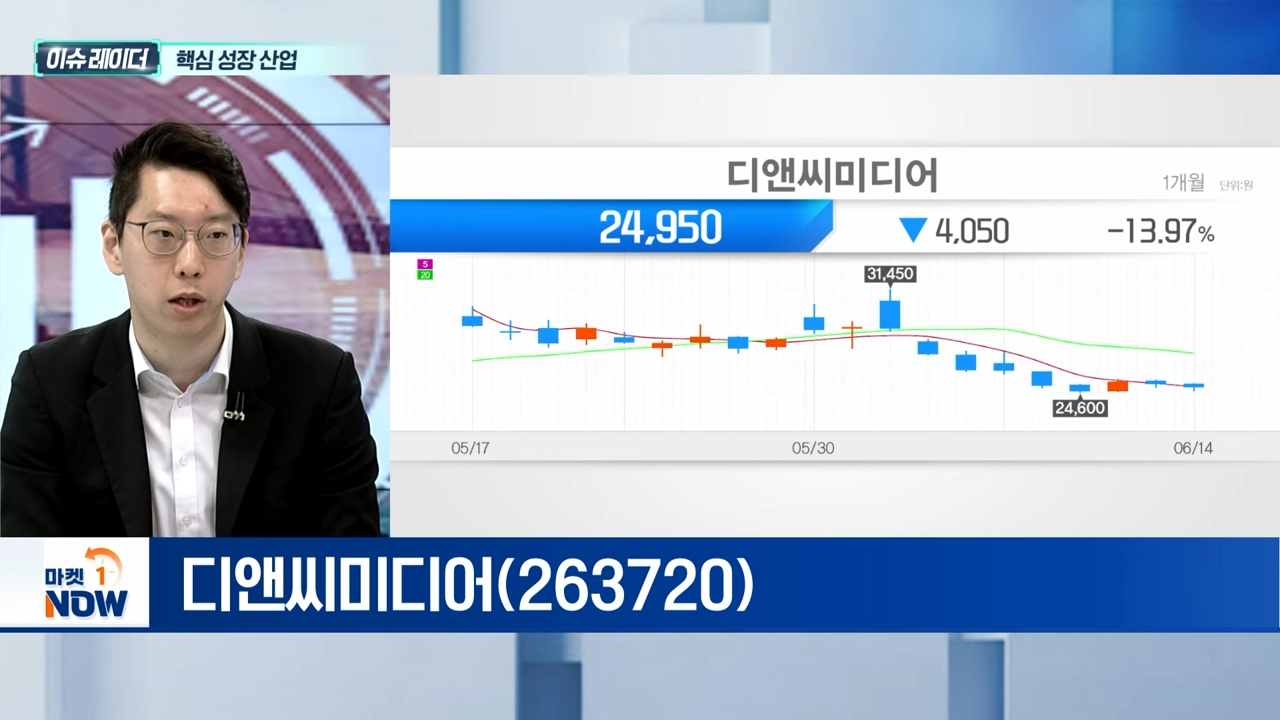 이슈 레이더 핵심 성장 산업
디앤씨미디어
1개월 단위:원
24,950 ▼ 4,050 -13.97%
5
20
31,450
24,600
05/17 05/30 06/14
마켓 1
NOW
디앤씨미디어(263720)